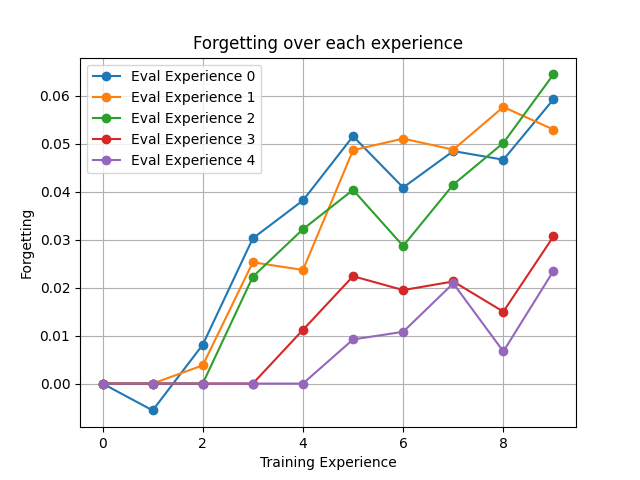 Forgetting over each experience
Eval Experience 0
Eval Experience 1
Eval Experience 2
Eval Experience 3
Eval Experience 4
0.06
0.05
0.04
0.03
0.02
0.01
0.00
Forgetting
0 2 4 6 8
Training Experience